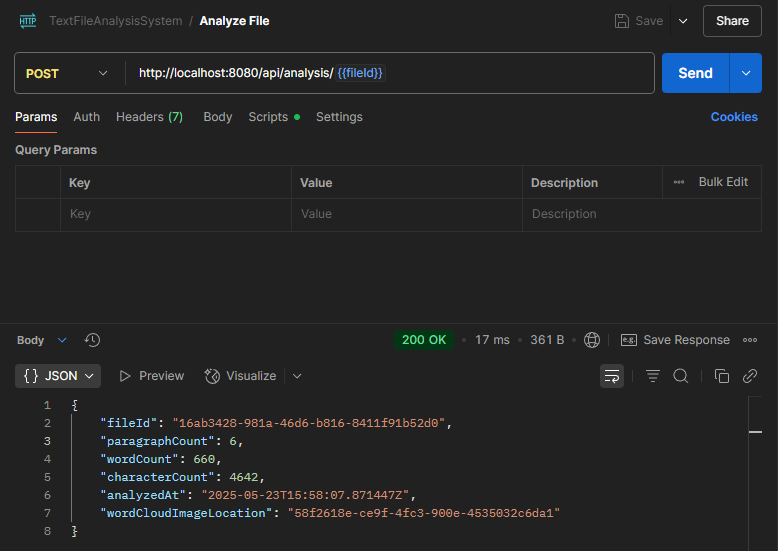 HTTP TextFileAnalysisSystem / Analyze File Save Share
POST http://localhost:8080/api/analysis/ {{fileId}} Send
Params Auth Headers (7) Body Scripts Settings Cookies
Query Params
Key Value Description Bulk Edit
Key Value Description
Body 200 OK 17 ms 361 B e.g. Save Response
{} JSON Preview Visualize
1 {
2 "fileId": "16ab3428-981a-46d6-b816-8411f91b52d0",
3 "paragraphCount": 6,
4 "wordCount": 660,
5 "characterCount": 4642,
6 "analyzedAt": "2025-05-23T15:58:07.871447Z",
7 "wordCloudImageLocation": "58f2618e-ce9f-4fc3-900e-4535032c6da1"
8 }